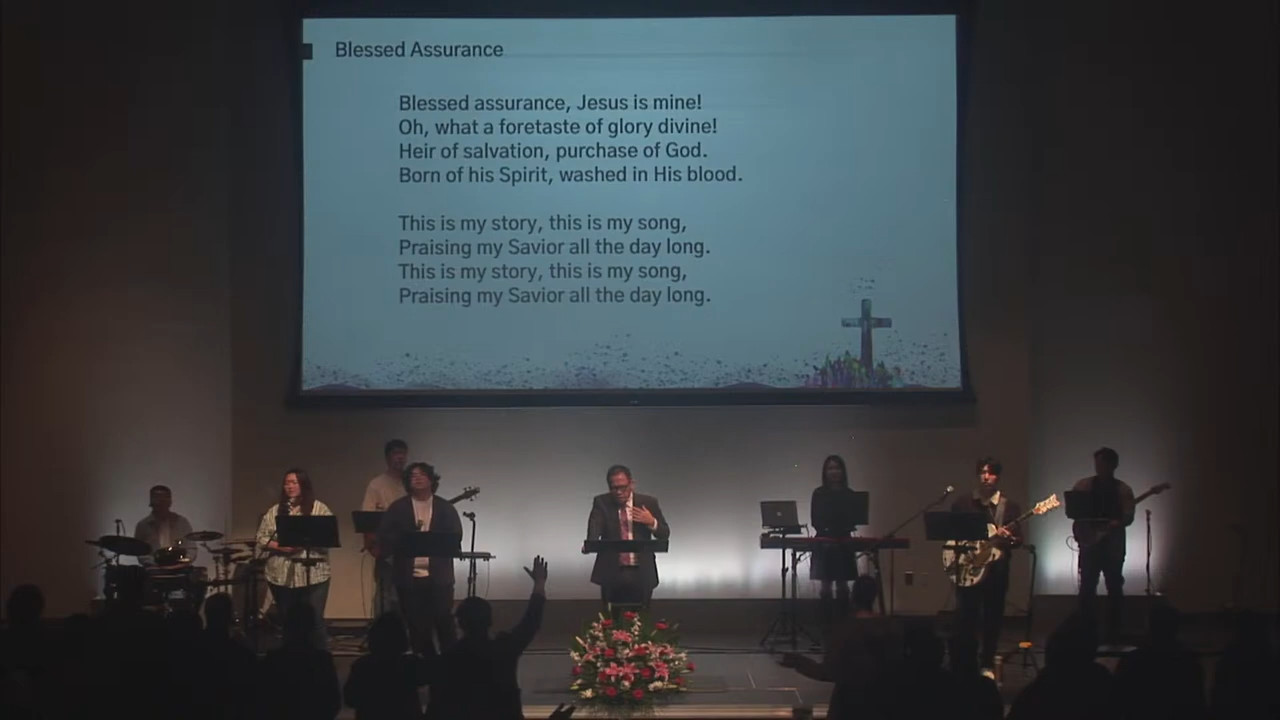 Blessed Assurance
Blessed assurance, Jesus is mine!
Oh, what a foretaste of glory divine!
Heir of salvation, purchase of God.
Born of his Spirit, washed in His blood.
This is my story, this is my song,
Praising my Savior all the day long.
This is my story, this is my song,
Praising my Savior all the day long.